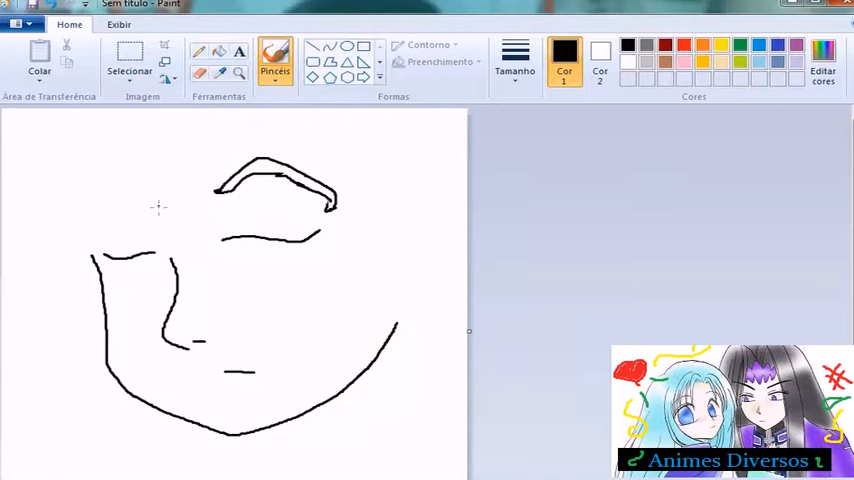 Sem título - Paint
Home
Exibir
Colar
Selecionar
A
Pincéis
Contorno
Preenchimento
Tamanho
Cor
1
Cor
2
Editar
cores
Área de Transferência
Imagem
Ferramentas
Formas
Cores
Animes Diversos